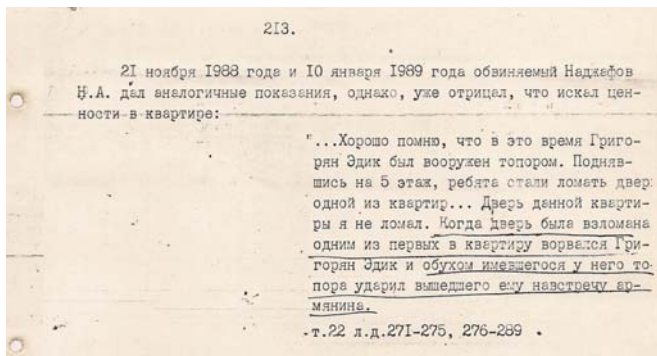 213.
21 ноября 1988 года и 10 января 1989 года обвиняемый Наджафов
Н.А. дал аналогичные показания, однако, уже отрицал, что искал цен-
ности в квартире:
"...Хорошо помню, что в это время Григо-
рян Эдик был вооружен топором. Подняв-
шись на 5 этаж, ребята стали ломать двер
одной из квартир... Дверь данной кварти-
ры я не ломал. Когда дверь была взломана
одним из первых в квартиру ворвался Гри-
горян Эдик и обухом имевшегося у него то-
пора ударил вышедшего ему навстречу ар-
мянина.
т.22 л.д.271-275, 276-289 .